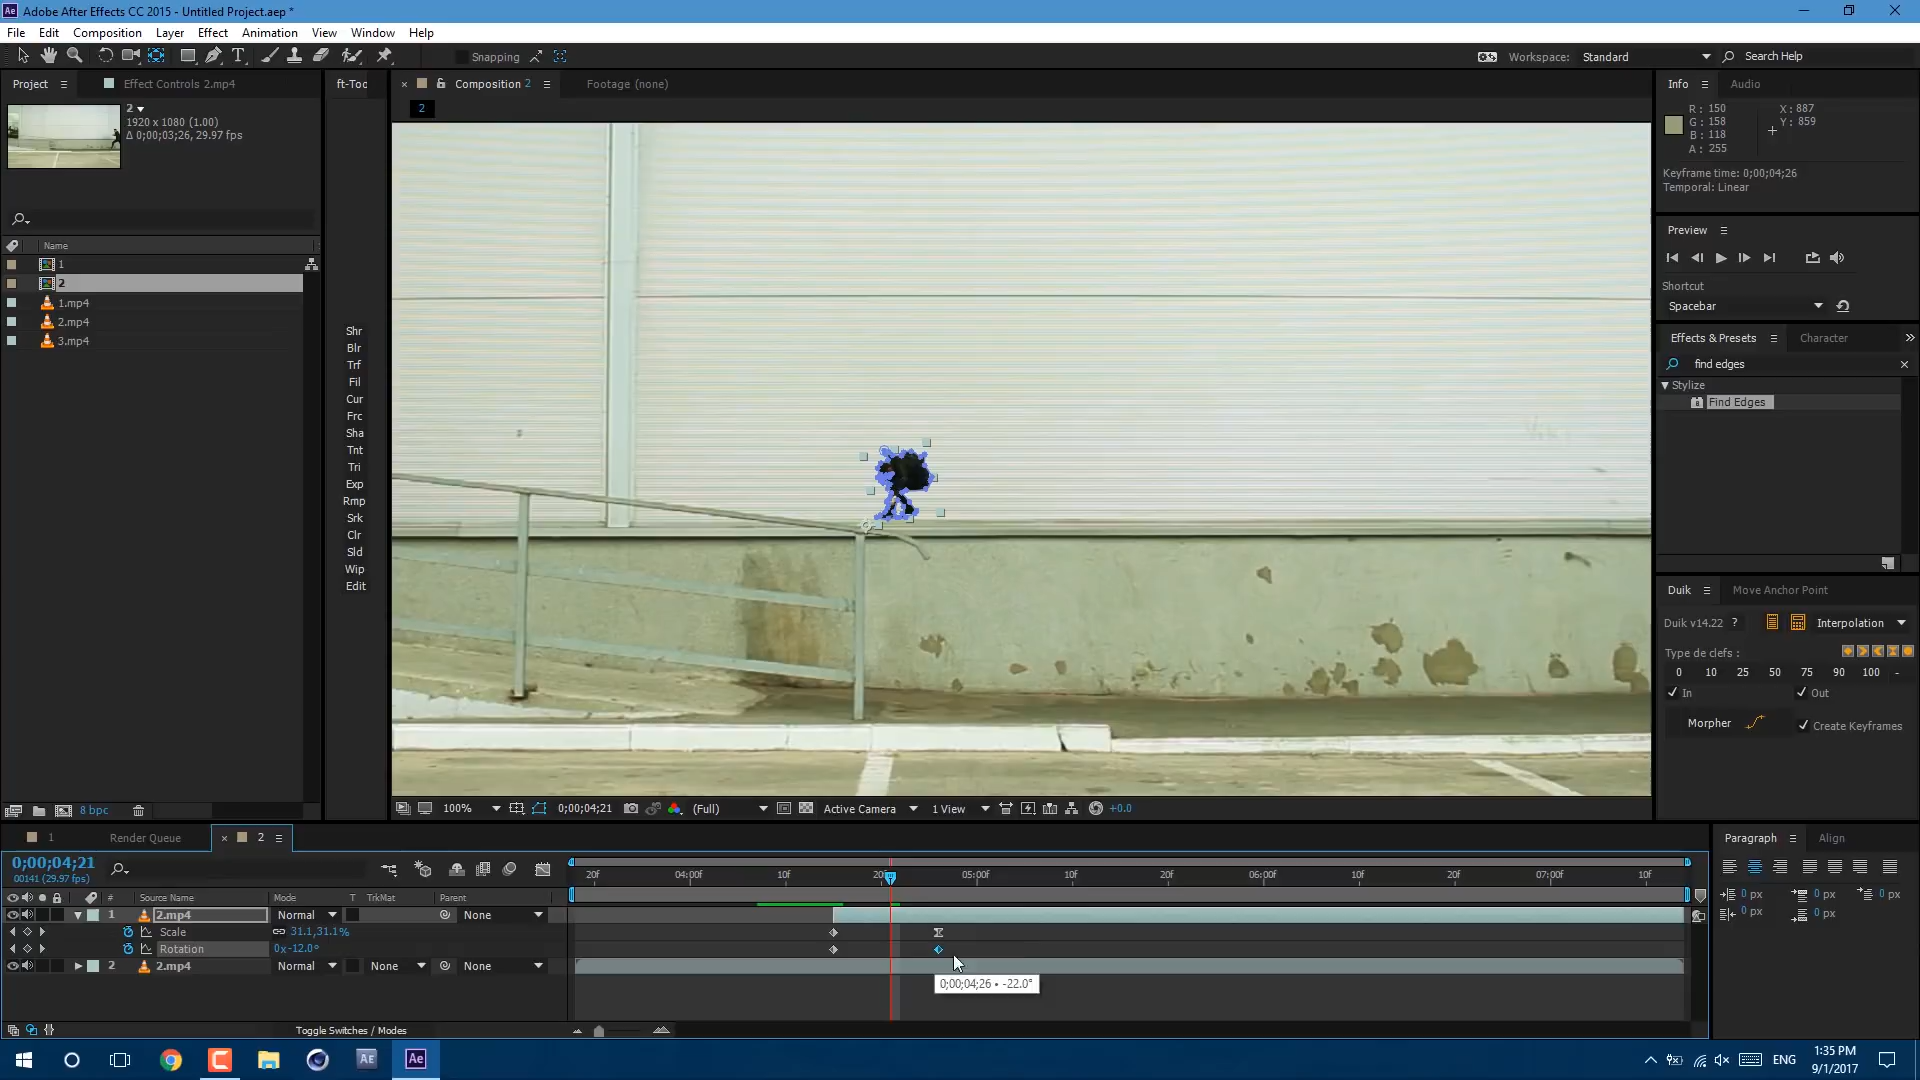 Adobe After Effects CC 2015 - Untitled Project.aep *
File Edit Composition Layer Effect Animation View Window Help
Snapping
Workspace: Standard
Search Help
Project
Effect Controls 2.mp4
ft-Too
Composition 2
Footage (none)
Info
Audio
2
2
1920 x 1080 (1.00)
Δ 0;00;03;26, 29.97 fps
R : 150
G : 158
B : 118
A : 255
X : 887
Y : 859
Keyframe time: 0;00;04;26
Temporal: Linear
Preview
Shortcut
Spacebar
Effects & Presets
Character
find edges
Stylize
Find Edges
Name
1
2
1.mp4
2.mp4
3.mp4
Shr
Blr
Trf
Fil
Cur
Frc
Sha
Tnt
Tri
Exp
Rmp
Srk
Clr
Sld
Wip
Edit
Duik
Move Anchor Point
Duik v14.22 ?
Interpolation
Type de clefs :
0 10 25 50 75 90 100 -
In
Out
Morpher
Create Keyframes
8 bpc
100%
0;00;04;21
(Full)
Active Camera
1 View
+0.0
1
Render Queue
2
Paragraph
Align
0;00;04;21
00141 (29.97 fps)
20f 04:00f 10f 20f 05:00f 10f 20f 06:00f 10f 20f 07:00f 10f
# Source Name Mode T TrkMat Parent
1 2.mp4 Normal None
Scale 31.1,31.1%
Rotation 0x-12.0°
2 2.mp4 Normal None None
0;00;04;26 • -22.0°
0 px 0 px 0 px
0 px 0 px
Toggle Switches / Modes
Ae
Ae
ENG
1:35 PM
9/1/2017